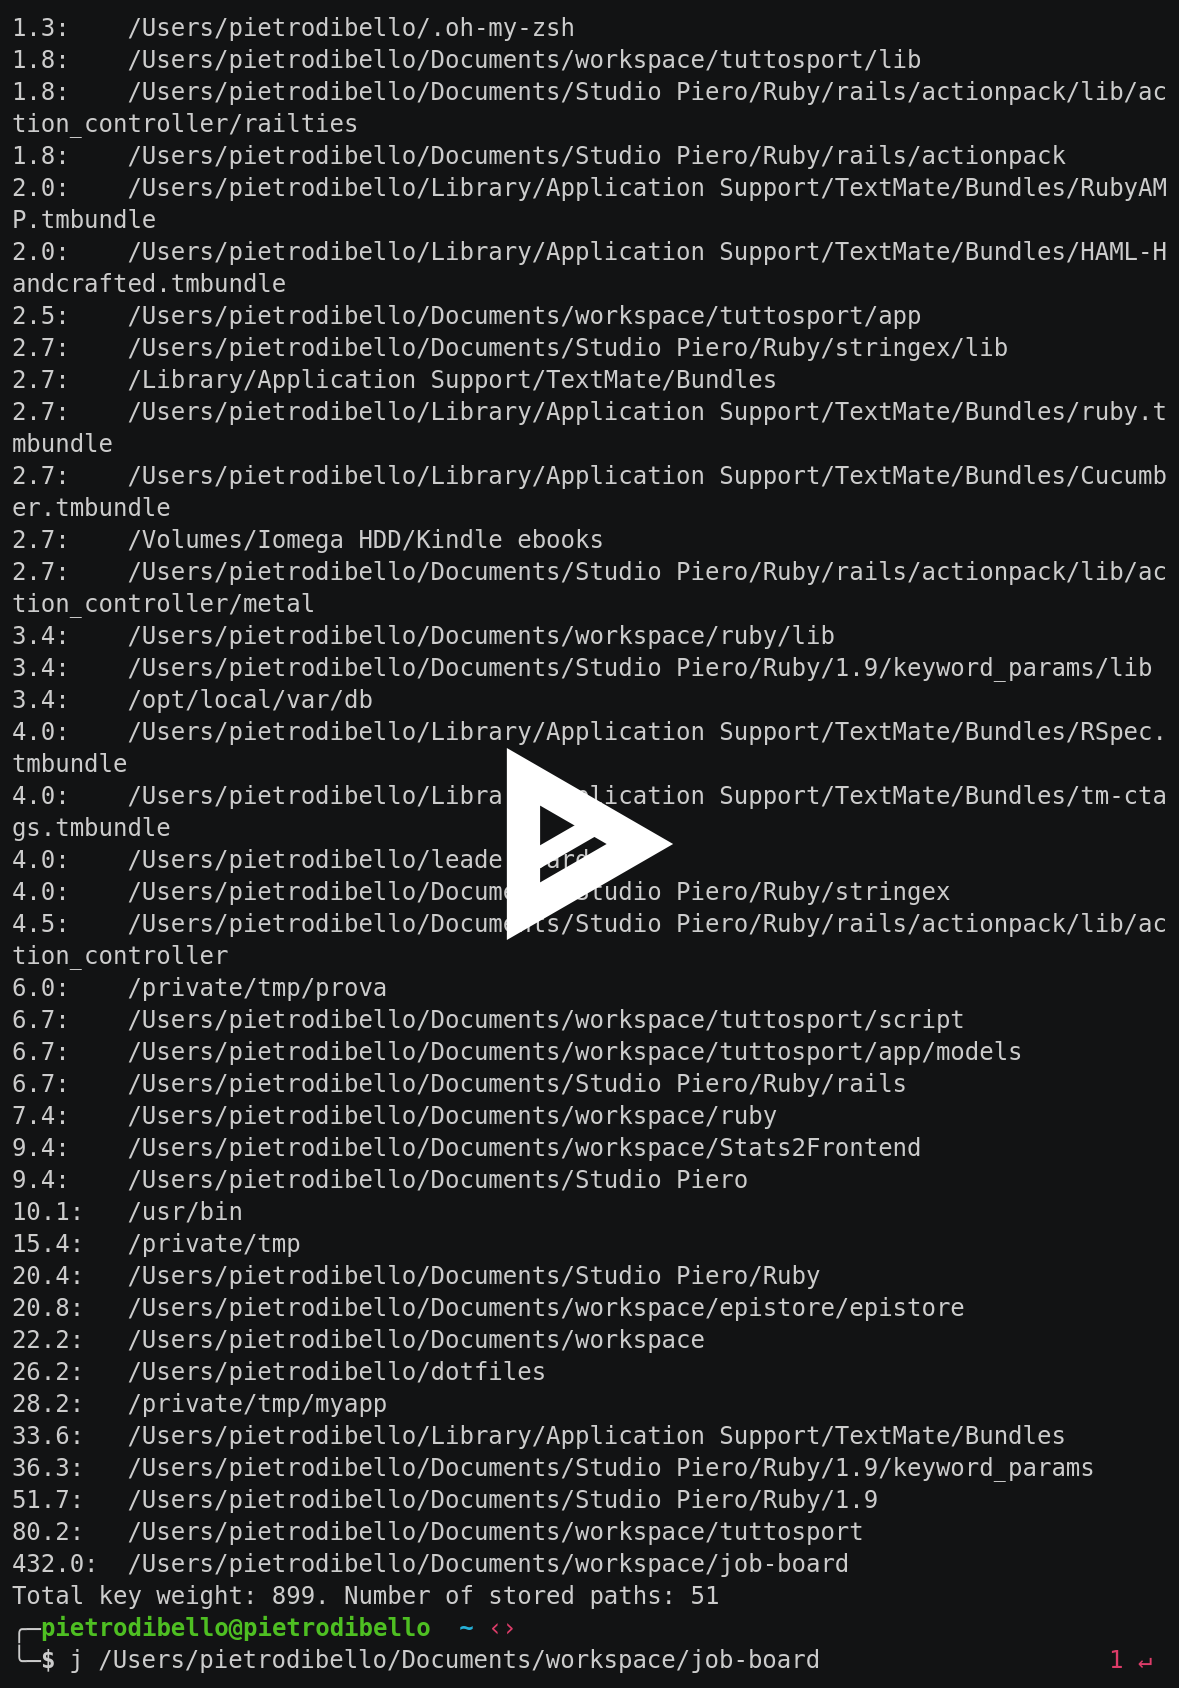 1.3:    /Users/pietrodibello/.oh-my-zsh
1.8:    /Users/pietrodibello/Documents/workspace/tuttosport/lib
1.8:    /Users/pietrodibello/Documents/Studio Piero/Ruby/rails/actionpack/lib/ac
tion_controller/railties
1.8:    /Users/pietrodibello/Documents/Studio Piero/Ruby/rails/actionpack
2.0:    /Users/pietrodibello/Library/Application Support/TextMate/Bundles/RubyAM
P.tmbundle
2.0:    /Users/pietrodibello/Library/Application Support/TextMate/Bundles/HAML-H
andcrafted.tmbundle
2.5:    /Users/pietrodibello/Documents/workspace/tuttosport/app
2.7:    /Users/pietrodibello/Documents/Studio Piero/Ruby/stringex/lib
2.7:    /Library/Application Support/TextMate/Bundles
2.7:    /Users/pietrodibello/Library/Application Support/TextMate/Bundles/ruby.t
mbundle
2.7:    /Users/pietrodibello/Library/Application Support/TextMate/Bundles/Cucumb
er.tmbundle
2.7:    /Volumes/Iomega HDD/Kindle ebooks
2.7:    /Users/pietrodibello/Documents/Studio Piero/Ruby/rails/actionpack/lib/ac
tion_controller/metal
3.4:    /Users/pietrodibello/Documents/workspace/ruby/lib
3.4:    /Users/pietrodibello/Documents/Studio Piero/Ruby/1.9/keyword_params/lib
3.4:    /opt/local/var/db
4.0:    /Users/pietrodibello/Library/Application Support/TextMate/Bundles/RSpec.
tmbundle
4.0:    /Users/pietrodibello/Library/Application Support/TextMate/Bundles/tm-cta
gs.tmbundle
4.0:    /Users/pietrodibello/
4.0:    /Users/pietrodibello/Documents/Studio Piero/Ruby/stringex
4.5:    /Users/pietrodibello/Documents/Studio Piero/Ruby/rails/actionpack/lib/ac
tion_controller
6.0:    /private/tmp/prova
6.7:    /Users/pietrodibello/Documents/workspace/tuttosport/script
6.7:    /Users/pietrodibello/Documents/workspace/tuttosport/app/models
6.7:    /Users/pietrodibello/Documents/Studio Piero/Ruby/rails
7.4:    /Users/pietrodibello/Documents/workspace/ruby
9.4:    /Users/pietrodibello/Documents/workspace/Stats2Frontend
9.4:    /Users/pietrodibello/Documents/Studio Piero
10.1:   /usr/bin
15.4:   /private/tmp
20.4:   /Users/pietrodibello/Documents/Studio Piero/Ruby
20.8:   /Users/pietrodibello/Documents/workspace/epistore/epistore
22.2:   /Users/pietrodibello/Documents/workspace
26.2:   /Users/pietrodibello/dotfiles
28.2:   /private/tmp/myapp
33.6:   /Users/pietrodibello/Library/Application Support/TextMate/Bundles
36.3:   /Users/pietrodibello/Documents/Studio Piero/Ruby/1.9/keyword_params
51.7:   /Users/pietrodibello/Documents/Studio Piero/Ruby/1.9
80.2:   /Users/pietrodibello/Documents/workspace/tuttosport
432.0:  /Users/pietrodibello/Documents/workspace/job-board
Total key weight: 899. Number of stored paths: 51
╭─pietrodibello@pietrodibello  ~ ‹›
╰─$ j /Users/pietrodibello/Documents/workspace/job-board 1 ↵